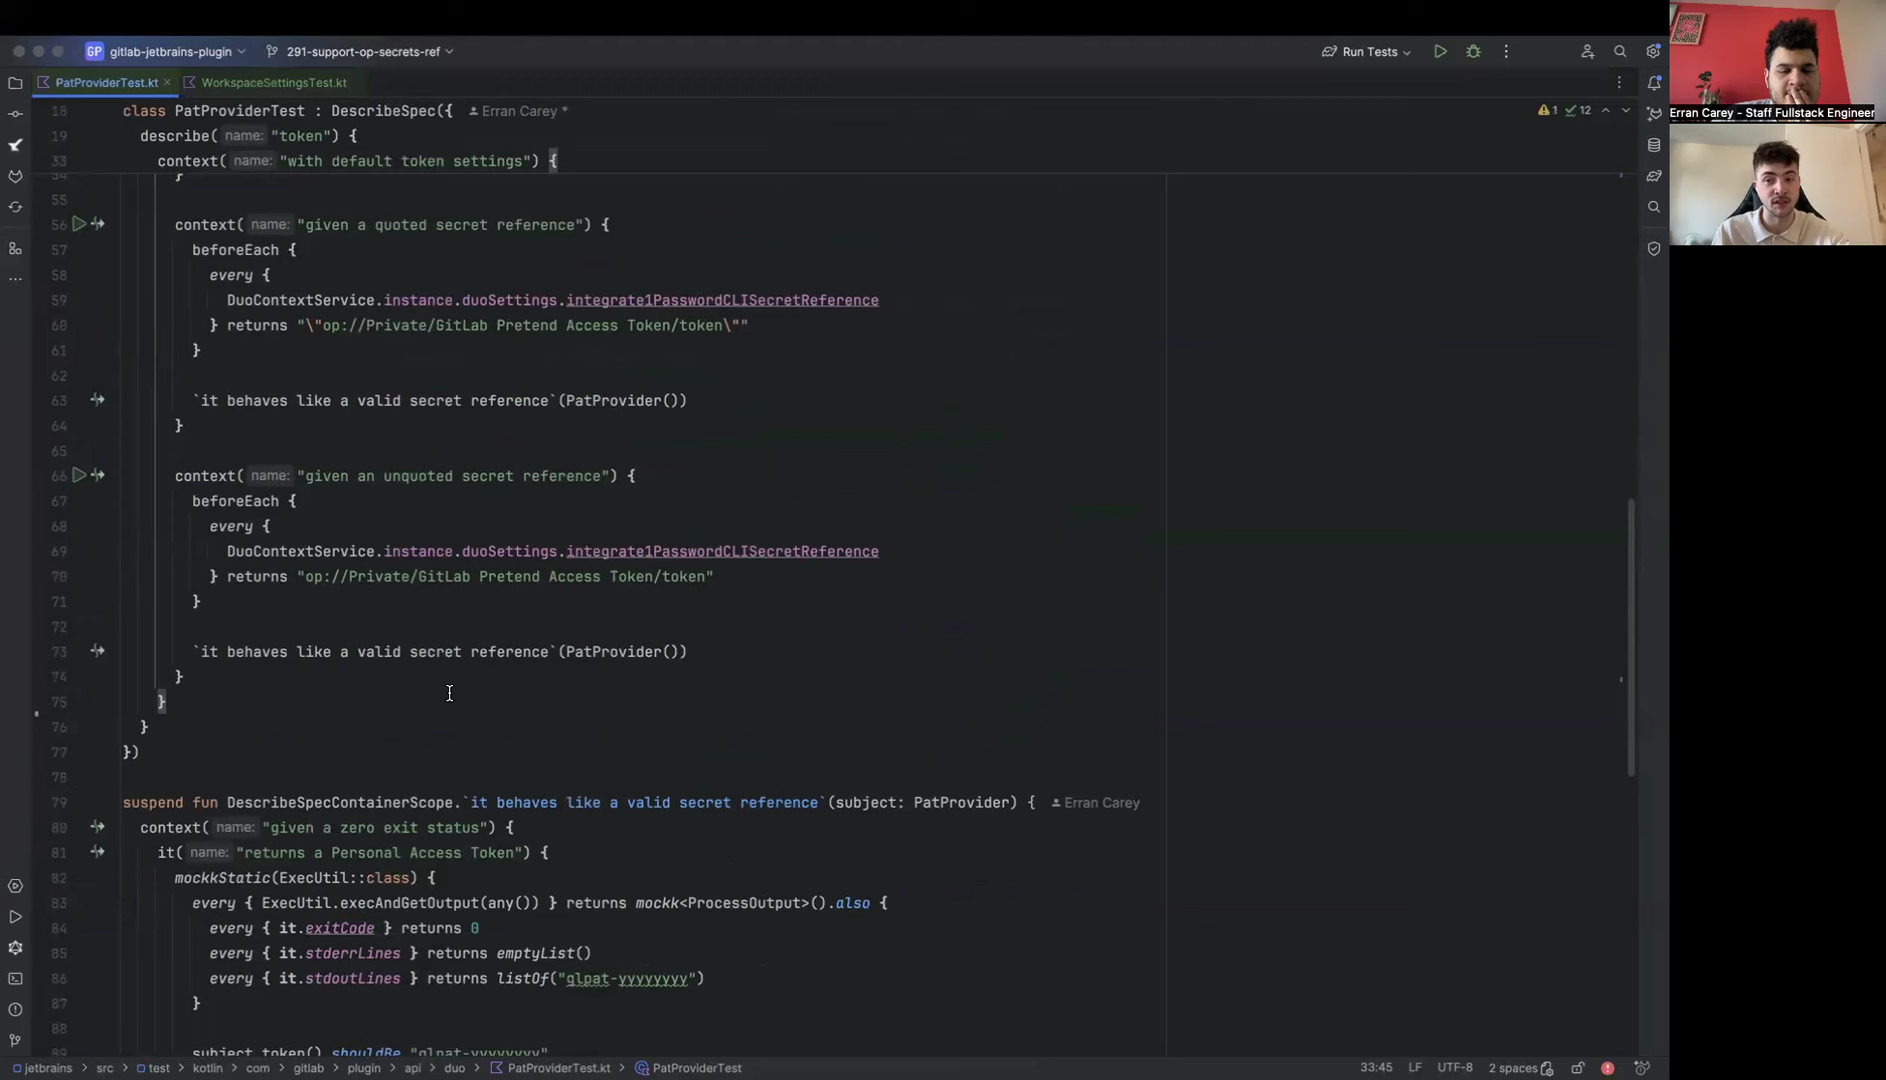 GP gitlab-jetbrains-plugin 291-support-op-secrets-ref Run Tests
PatProviderTest.kt WorkspaceSettingsTest.kt
Erran Carey - Staff Fullstack Engineer
18 class PatProviderTest : DescribeSpec({ Erran Carey *
1 12
19 describe( name: "token") {
33 context( name: "with default token settings") {
54 }
55
56 context( name: "given a quoted secret reference") {
57 beforeEach {
58 every {
59 DuoContextService.instance.duoSettings.integrate1PasswordCLISecretReference
60 } returns "\"op://Private/GitLab Pretend Access Token/token\""
61 }
62
63 `it behaves like a valid secret reference`(PatProvider())
64 }
65
66 context( name: "given an unquoted secret reference") {
67 beforeEach {
68 every {
69 DuoContextService.instance.duoSettings.integrate1PasswordCLISecretReference
70 } returns "op://Private/GitLab Pretend Access Token/token"
71 }
72
73 `it behaves like a valid secret reference`(PatProvider())
74 }
75 }
76 }
77 })
78
79 suspend fun DescribeSpecContainerScope.`it behaves like a valid secret reference`(subject: PatProvider) { Erran Carey
80 context( name: "given a zero exit status") {
81 it( name: "returns a Personal Access Token") {
82 mockkStatic(ExecUtil::class) {
83 every { ExecUtil.execAndGetOutput(any()) } returns mockk<ProcessOutput>().also {
84 every { it.exitCode } returns 0
85 every { it.stderrLines } returns emptyList()
86 every { it.stdoutLines } returns listOf("glpat-yyyyyyyy")
87 }
88
89 subject.token() shouldBe "glpat-yyyyyyyy"
jetbrains > src > test > kotlin > com > gitlab > plugin > api > duo > PatProviderTest.kt > PatProviderTest 33:45 LF UTF-8 2 spaces